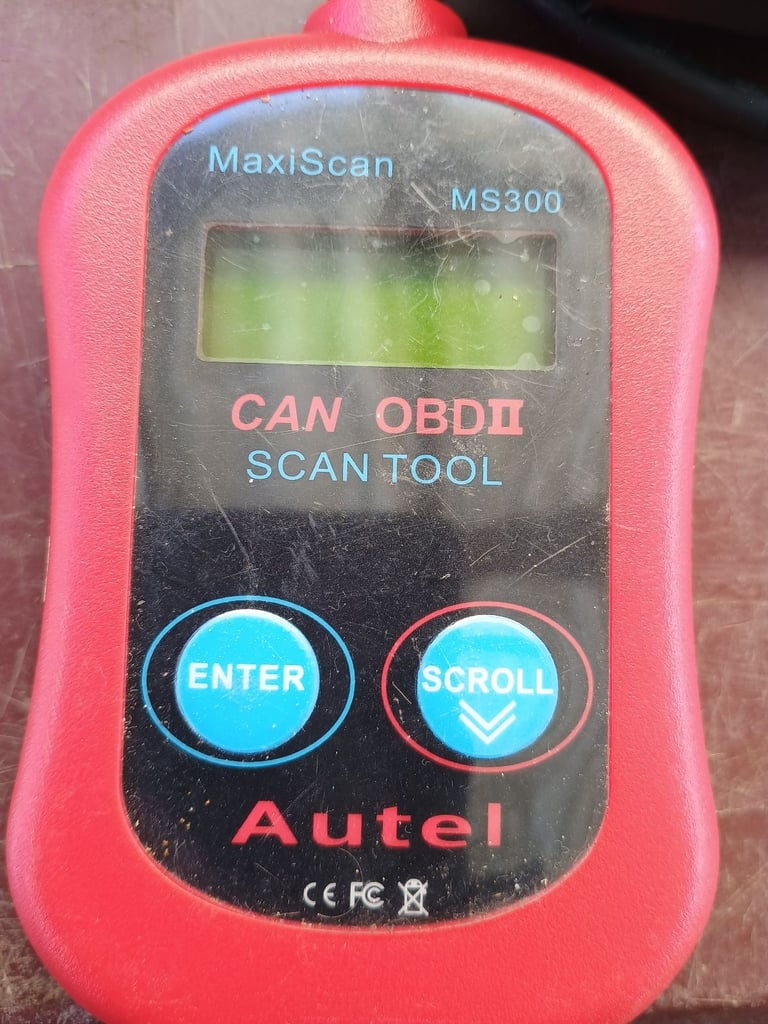 MaxiScan
MS300
CAN OBDII
SCAN TOOL
ENTER
SCROLL
Autel
CE FC